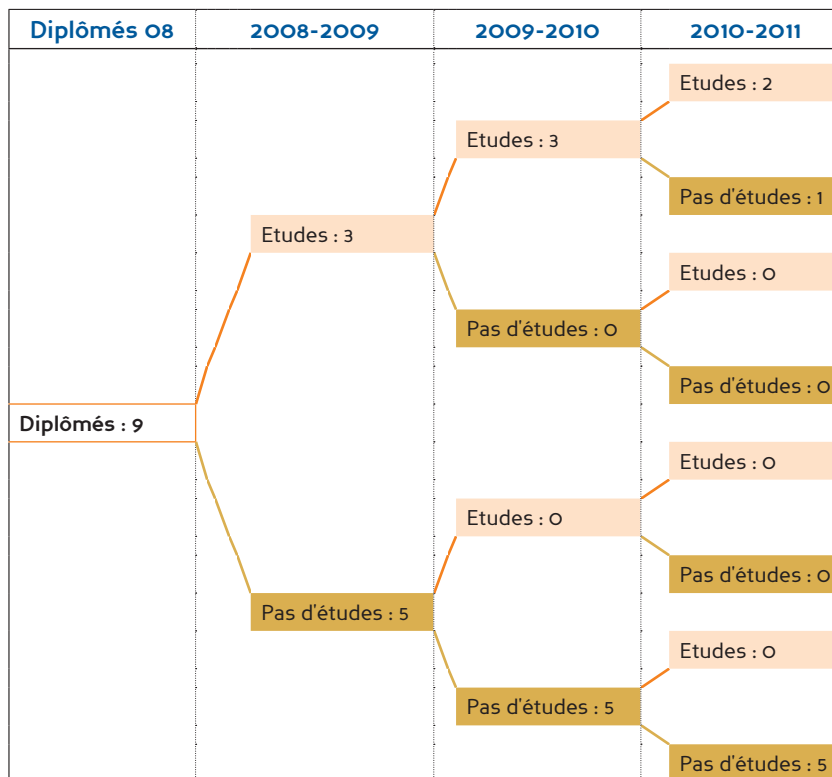 Diplômés 08 2008-2009 2009-2010 2010-2011
Etudes : 2
Etudes : 3
Pas d'études : 1
Etudes : 3
Etudes : 0
Pas d'études : 0
Pas d'études : 0
Diplômés : 9
Etudes : 0
Etudes : 0
Pas d'études : 0
Pas d'études : 5
Etudes : 0
Pas d'études : 5
Pas d'études : 5